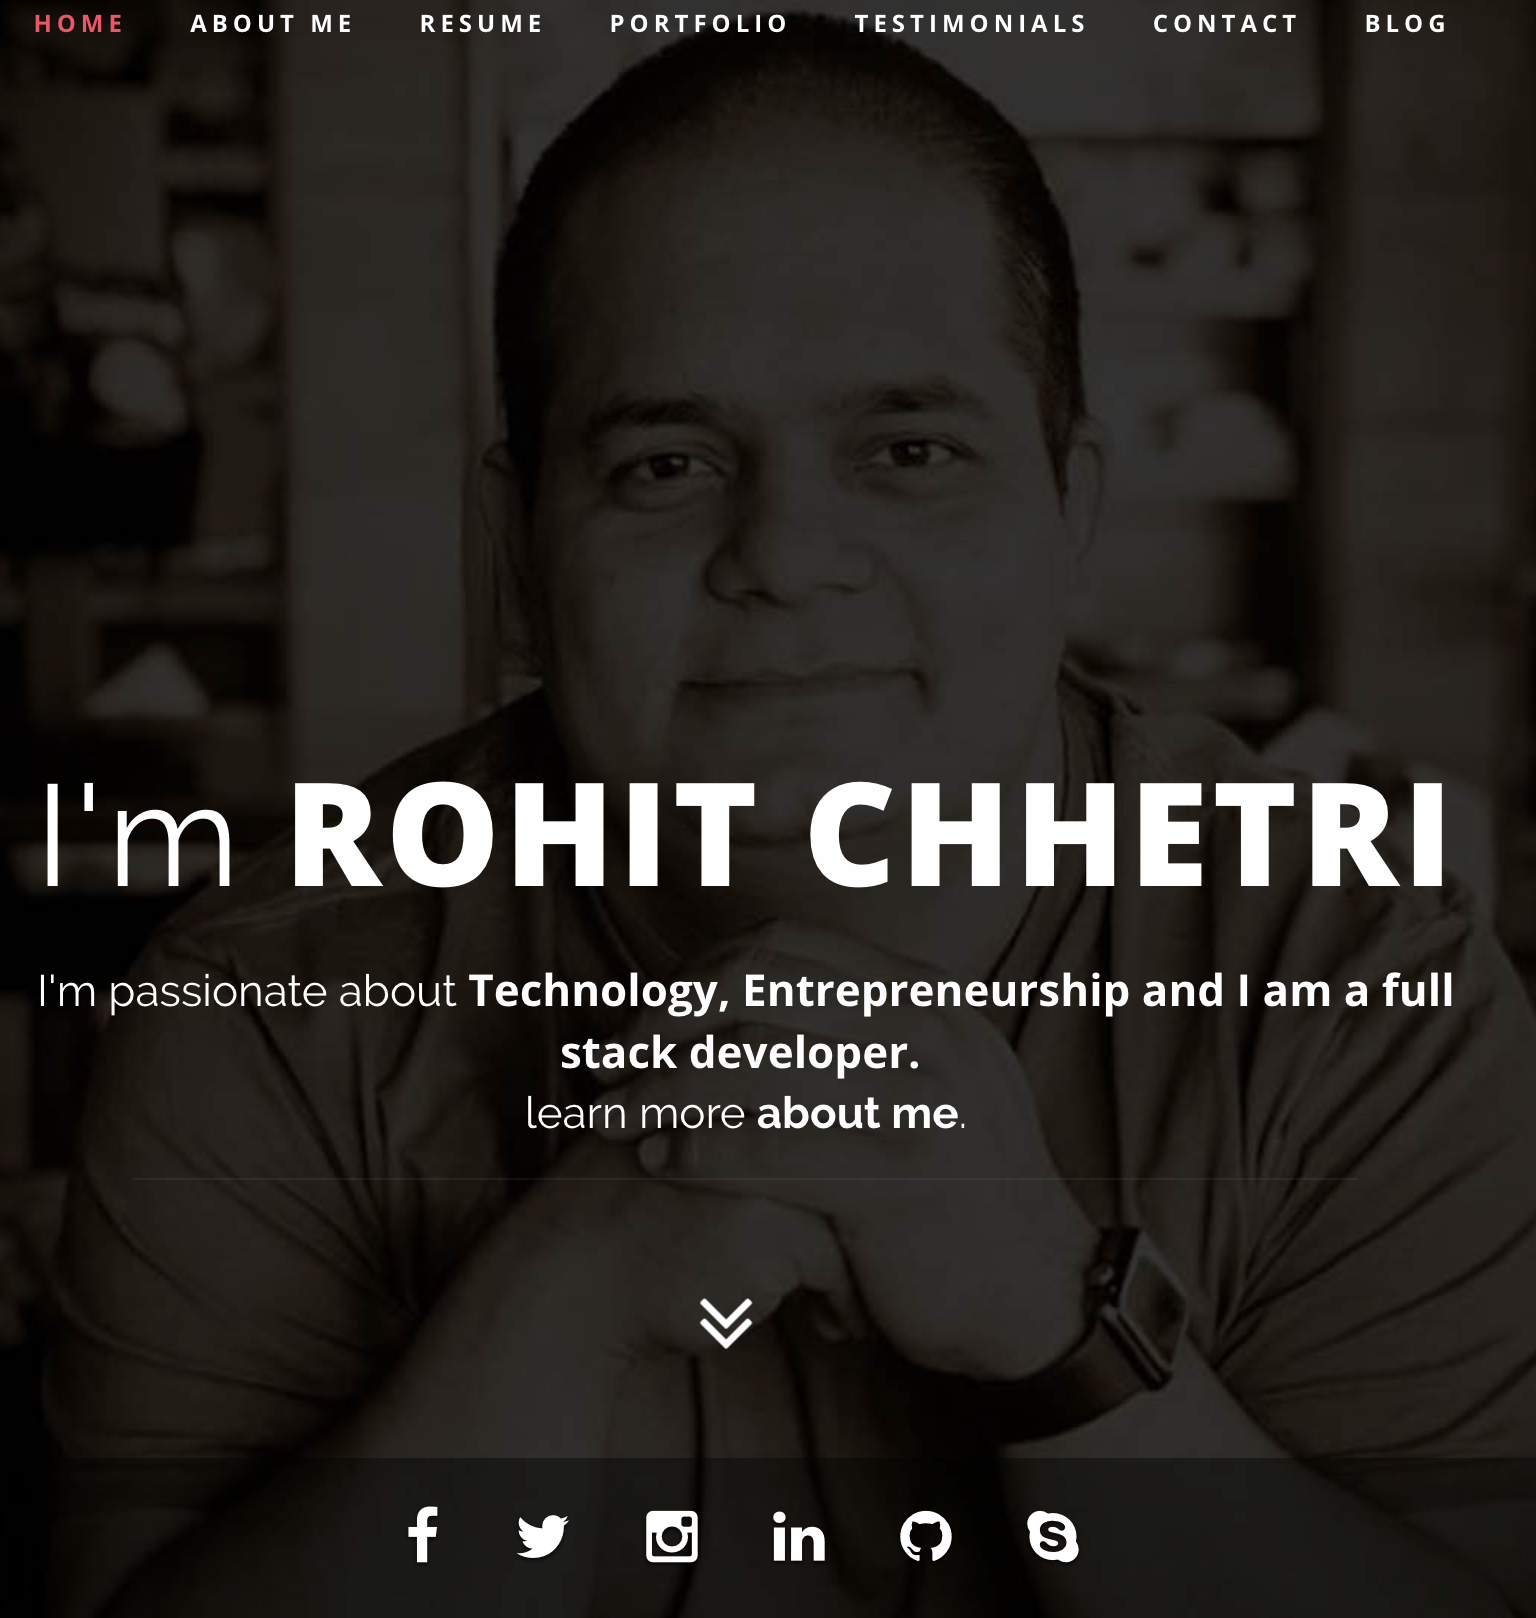 HOME ABOUT ME RESUME PORTFOLIO TESTIMONIALS CONTACT BLOG
I'm ROHIT CHHETRI
I'm passionate about Technology, Entrepreneurship and I am a full
stack developer.
learn more about me.